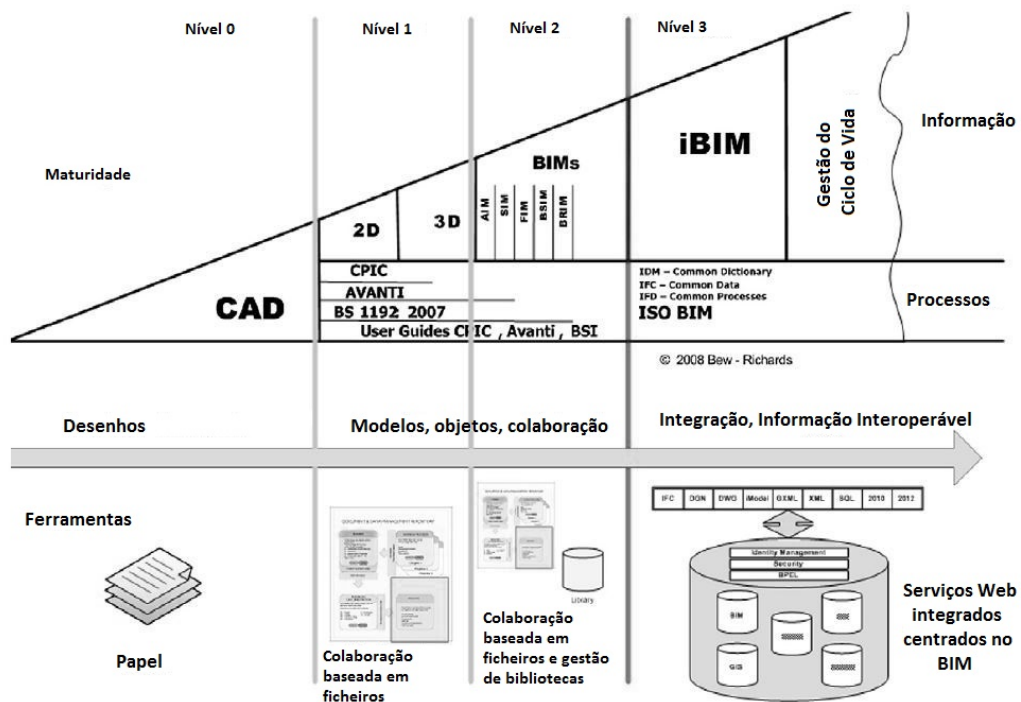 Nível 0
Nível 1
Nível 2
Nível 3
Maturidade
Informação
CAD
2D
3D
BIMs
AIM
SIM
FIM
BSIM
BRIM
iBIM
Gestão do
Ciclo de Vida
CPIC
AVANTI
BS 1192 2007
User Guides CPIC , Avanti , BSI
IDM – Common Dictionary
IFC – Common Data
IFD – Common Processes
ISO BIM
Processos
© 2008 Bew - Richards
Desenhos
Modelos, objetos, colaboração
Integração, Informação Interoperável
Ferramentas
Papel
Colaboração
baseada em
ficheiros
Library
Colaboração
baseada em
ficheiros e gestão
de bibliotecas
IFC DGN DWG iModel GXML XML SQL 2010 2012
Identity Management
Security
BPEL
BIM
GIS
Serviços Web
integrados
centrados no
BIM